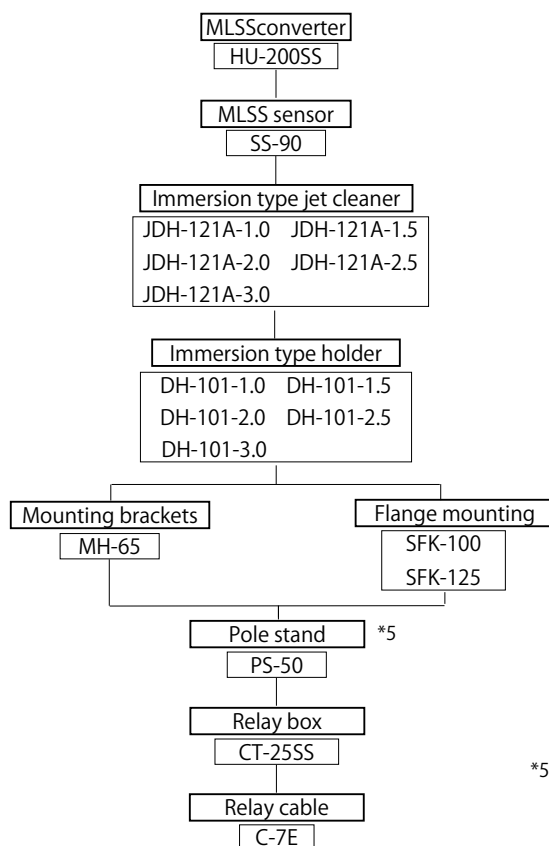 MLSSconverter
HU-200SS
MLSS sensor
SS-90
Immersion type jet cleaner
JDH-121A-1.0 JDH-121A-1.5
JDH-121A-2.0 JDH-121A-2.5
JDH-121A-3.0
Immersion type holder
DH-101-1.0 DH-101-1.5
DH-101-2.0 DH-101-2.5
DH-101-3.0
Mounting brackets
MH-65
Flange mounting
SFK-100
SFK-125
Pole stand *5
PS-50
Relay box
CT-25SS
*5
Relay cable
C-7E